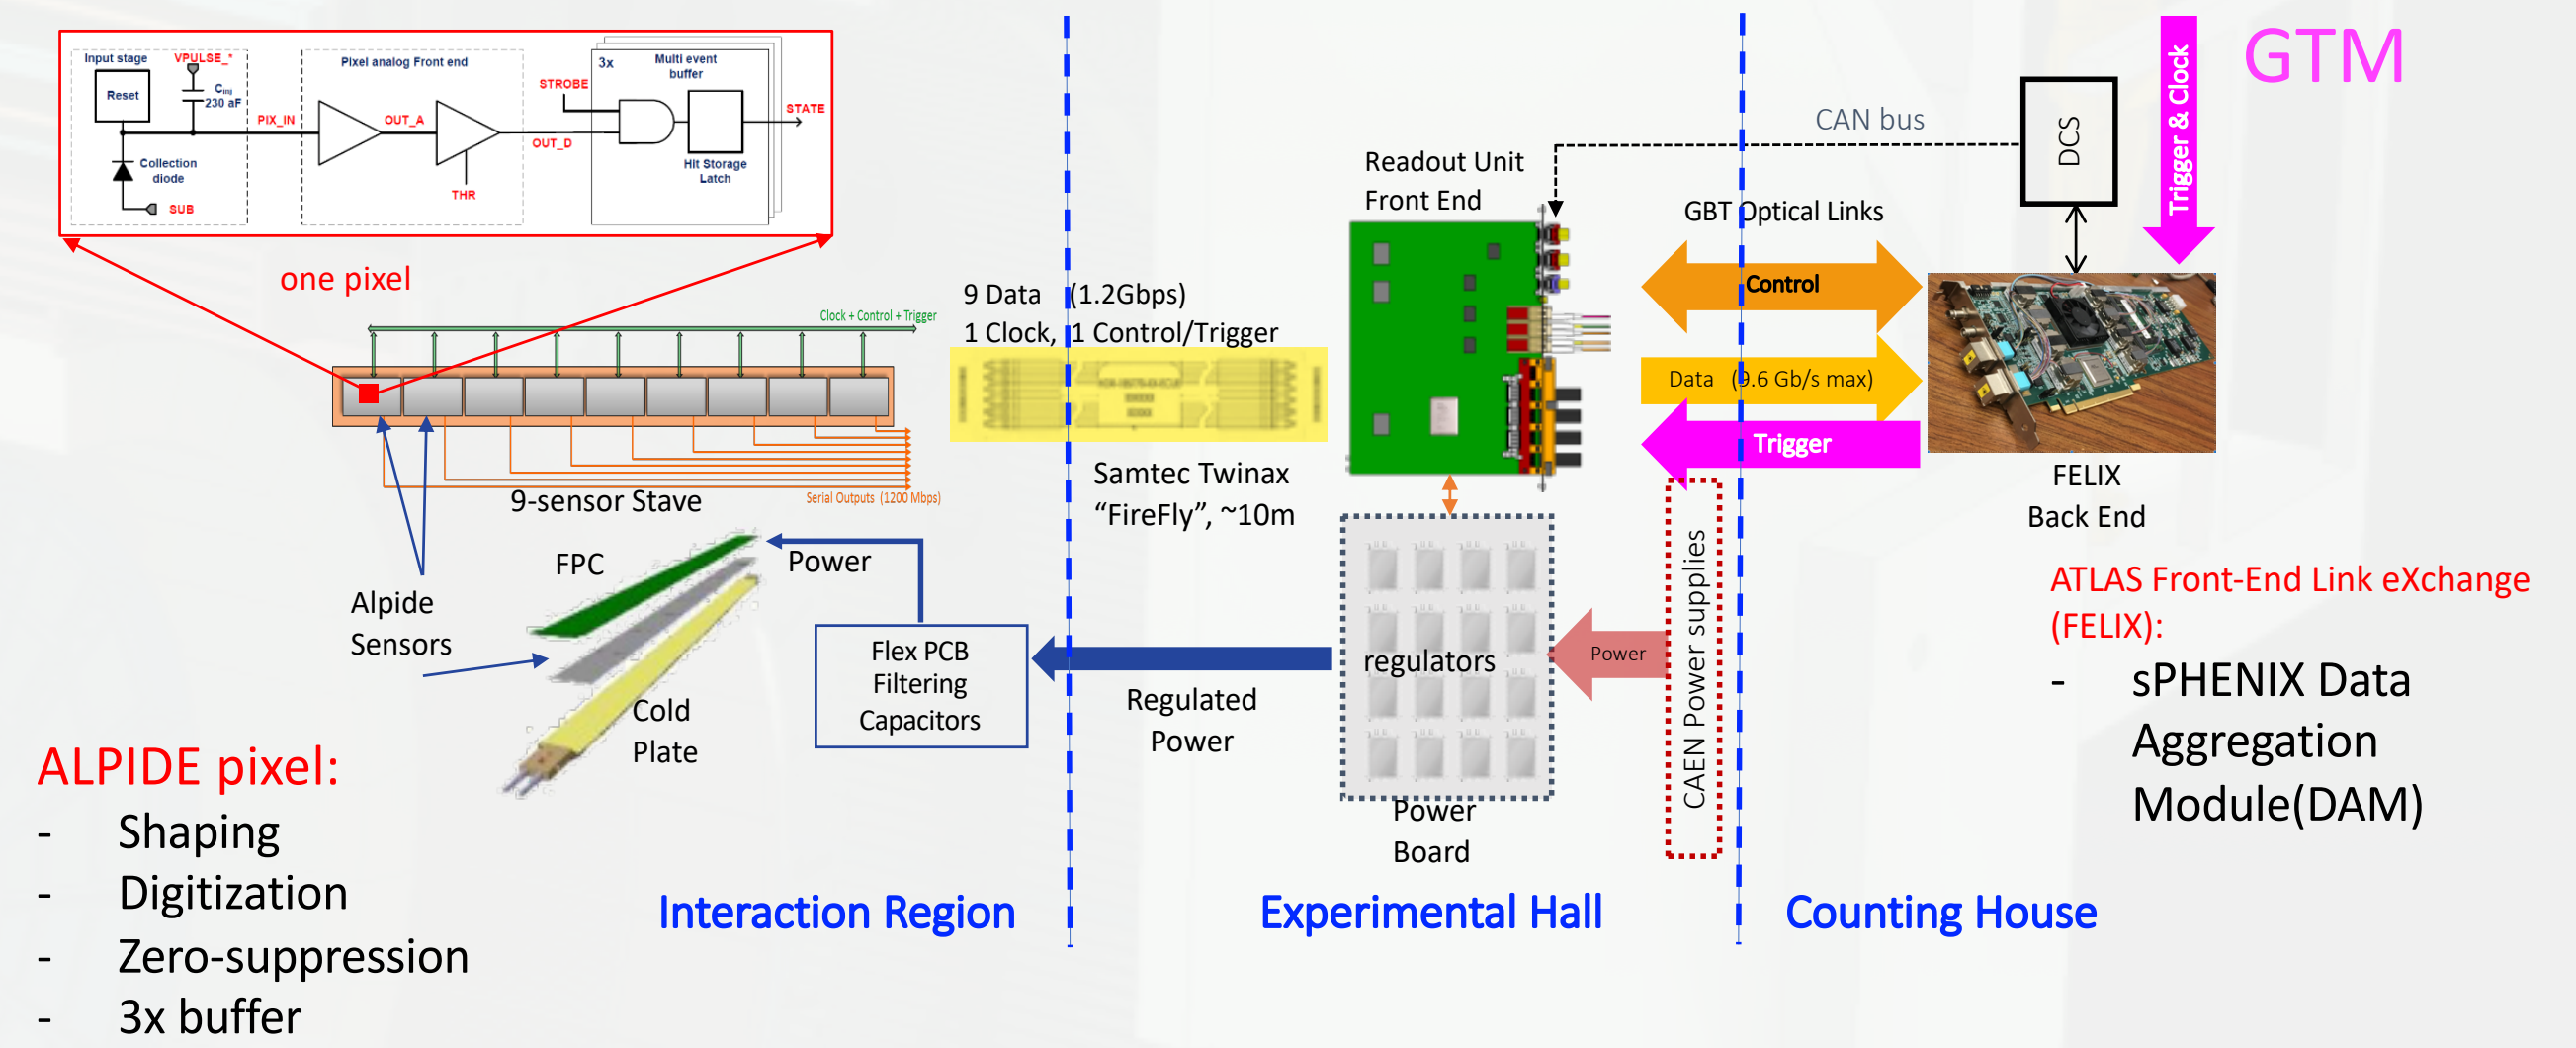 Input stage
VPULSE_*
Reset
Cinj
230 aF
Collection
diode
SUB
PIX_IN
Pixel analog Front end
OUT_A
THR
OUT_D
STROBE
3x
Multi event
buffer
Hit Storage
Latch
STATE
one pixel
Clock + Control + Trigger
Serial Outputs (1200 Mbps)
9-sensor Stave
Alpide
Sensors
FPC
Cold
Plate
Power
Flex PCB
Filtering
Capacitors
ALPIDE pixel:
- Shaping
- Digitization
- Zero-suppression
- 3x buffer
Interaction Region
9 Data (1.2Gbps)
1 Clock, 1 Control/Trigger
Samtec Twinax
“FireFly”, ~10m
Regulated
Power
Readout Unit
Front End
regulators
Power
Board
Power
CAEN Power supplies
Experimental Hall
CAN bus
GBT Optical Links
Control
Data (9.6 Gb/s max)
Trigger
DCS
Trigger & Clock
GTM
FELIX
Back End
ATLAS Front-End Link eXchange
(FELIX):
- sPHENIX Data
Aggregation
Module(DAM)
Counting House